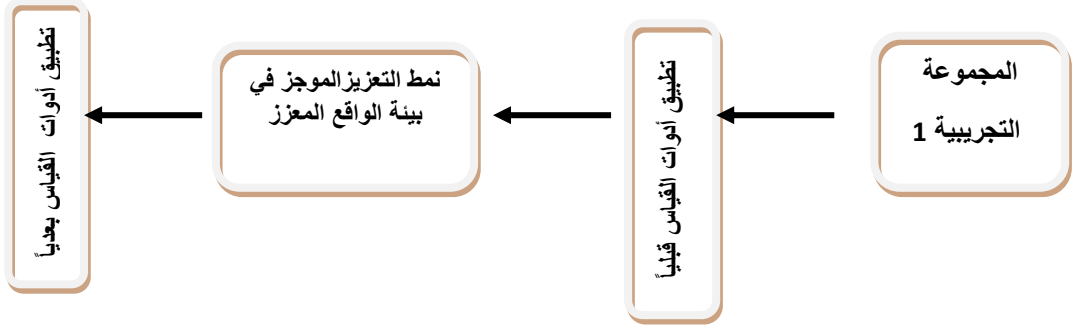 المجموعة
التجريبية 1
تطبيق أدوات القياس قبلياً
نمط التعزيزالموجز في
بيئة الواقع المعزز
تطبيق أدوات القياس بعدياً